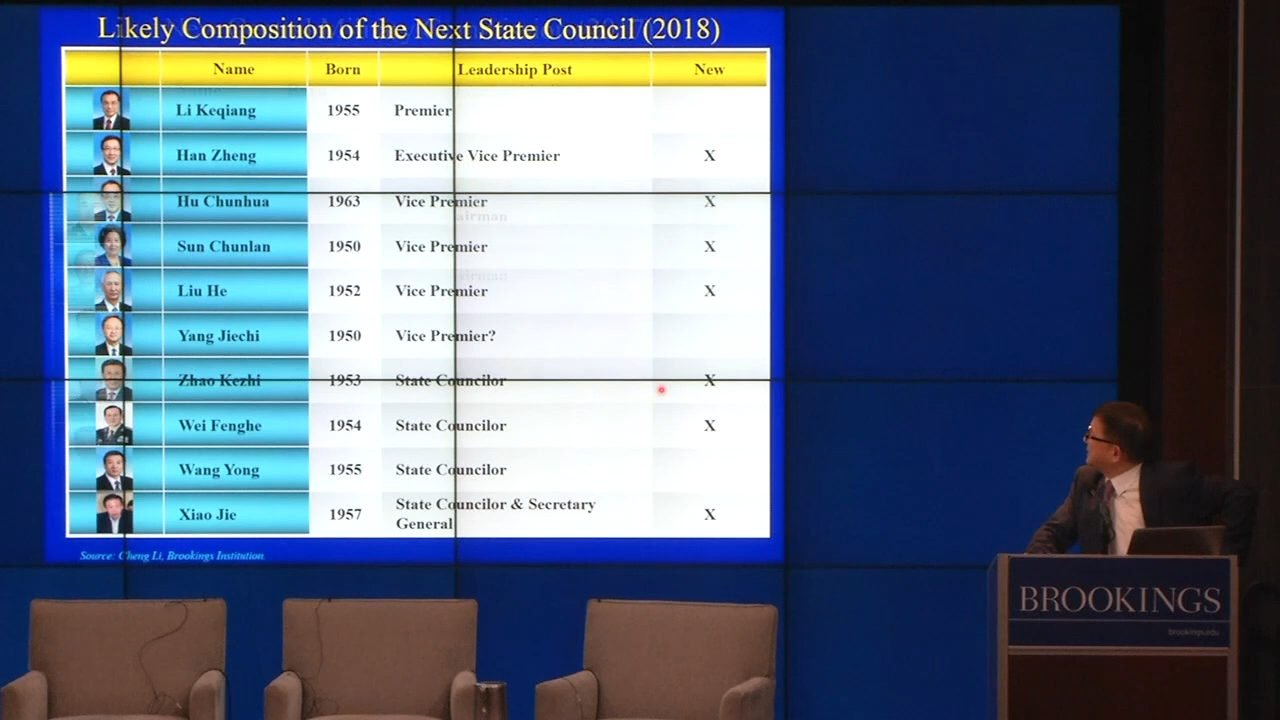 Likely Composition of the Next State Council (2018)
Name Born Leadership Post New
Li Keqiang 1955 Premier
Han Zheng 1954 Executive Vice Premier X
Hu Chunhua 1963 Vice Premier X
airman
Sun Chunlan 1950 Vice Premier X
airman
Liu He 1952 Vice Premier X
Yang Jiechi 1950 Vice Premier?
Zhao Kezhi 1953 State Councilor X
Wei Fenghe 1954 State Councilor X
Wang Yong 1955 State Councilor
Xiao Jie 1957 State Councilor & Secretary
General X
Source: Cheng Li, Brookings Institution.
BROOKINGS
brookings.edu